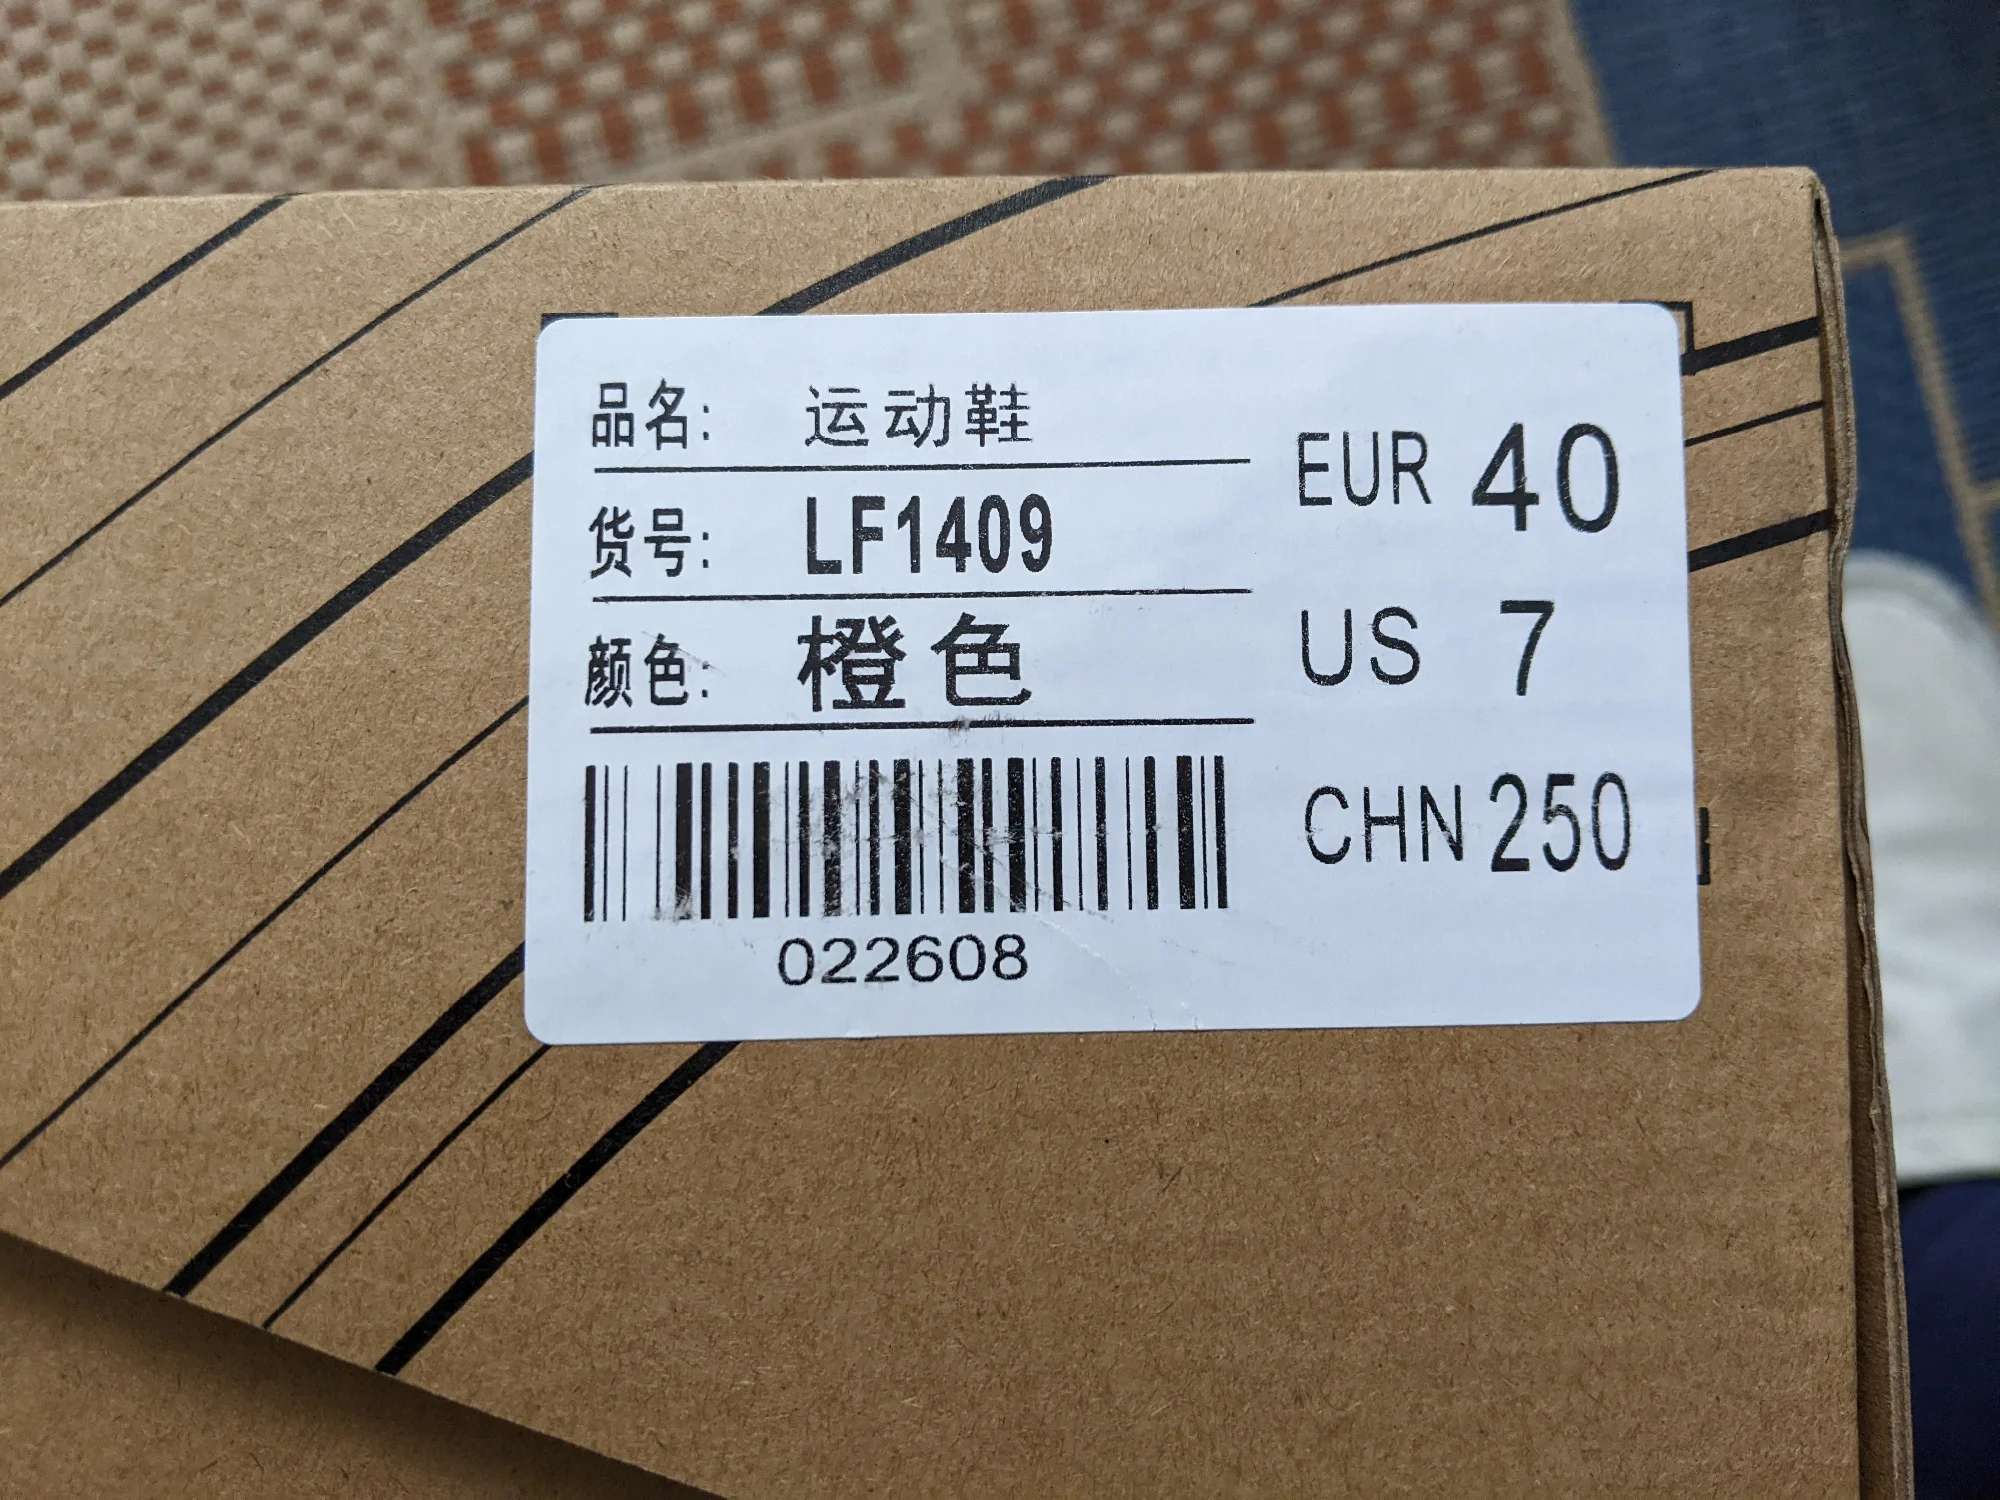 品名: 运动鞋
货号: LF1409
颜色: 橙色
022608
EUR 40
US 7
CHN 250